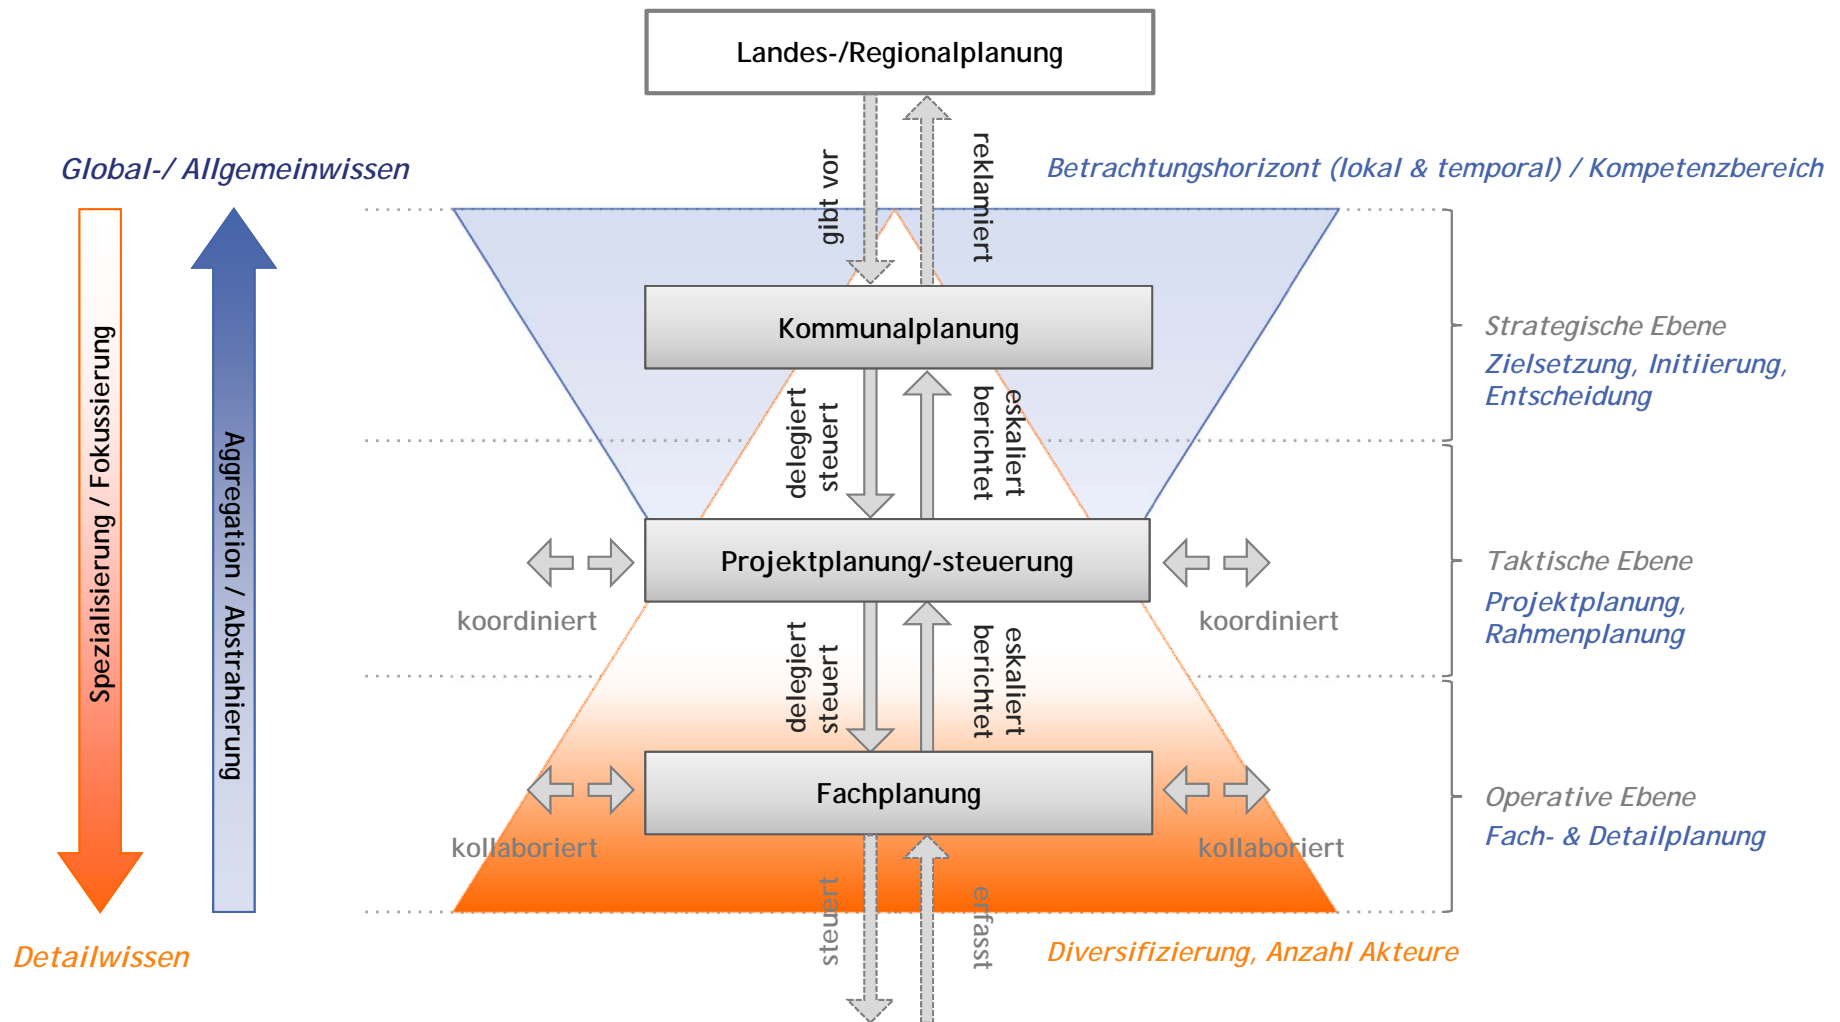 Landes-/Regionalplanung
gibt vor
reklamiert
Global-/ Allgemeinwissen
Betrachtungshorizont (lokal & temporal) / Kompetenzbereich
Spezialisierung / Fokussierung
Aggregation / Abstrahierung
Kommunalplanung
Strategische Ebene
Zielsetzung, Initiierung,
Entscheidung
delegiert
steuert
eskaliert
berichtet
Projektplanung/-steuerung
koordiniert
koordiniert
Taktische Ebene
Projektplanung,
Rahmenplanung
delegiert
steuert
eskaliert
berichtet
Fachplanung
kollaboriert
kollaboriert
Operative Ebene
Fach- & Detailplanung
steuert
erfasst
Detailwissen
Diversifizierung, Anzahl Akteure